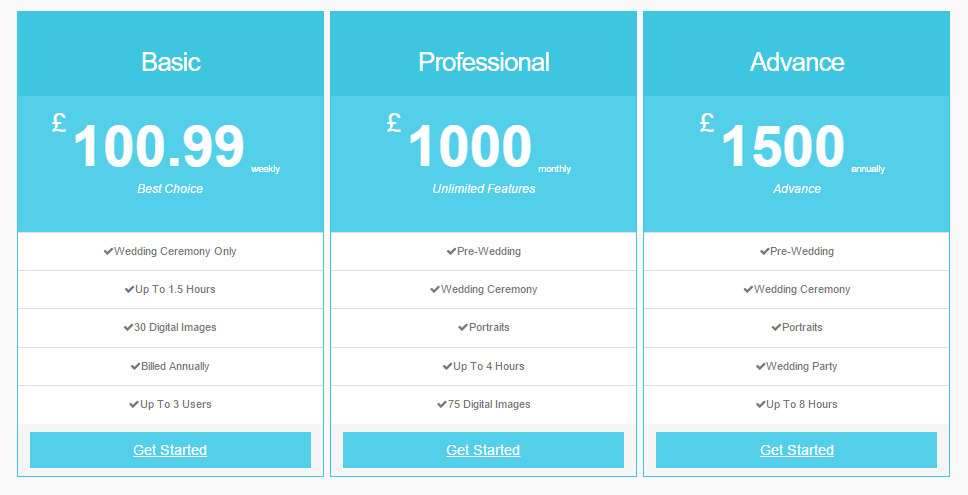 Basic
£
100.99
weekly
Best Choice
Wedding Ceremony Only
Up To 1.5 Hours
30 Digital Images
Billed Annually
Up To 3 Users
Get Started
Professional
£
1000
monthly
Unlimited Features
Pre-Wedding
Wedding Ceremony
Portraits
Up To 4 Hours
75 Digital Images
Get Started
Advance
£
1500
annually
Advance
Pre-Wedding
Wedding Ceremony
Portraits
Wedding Party
Up To 8 Hours
Get Started